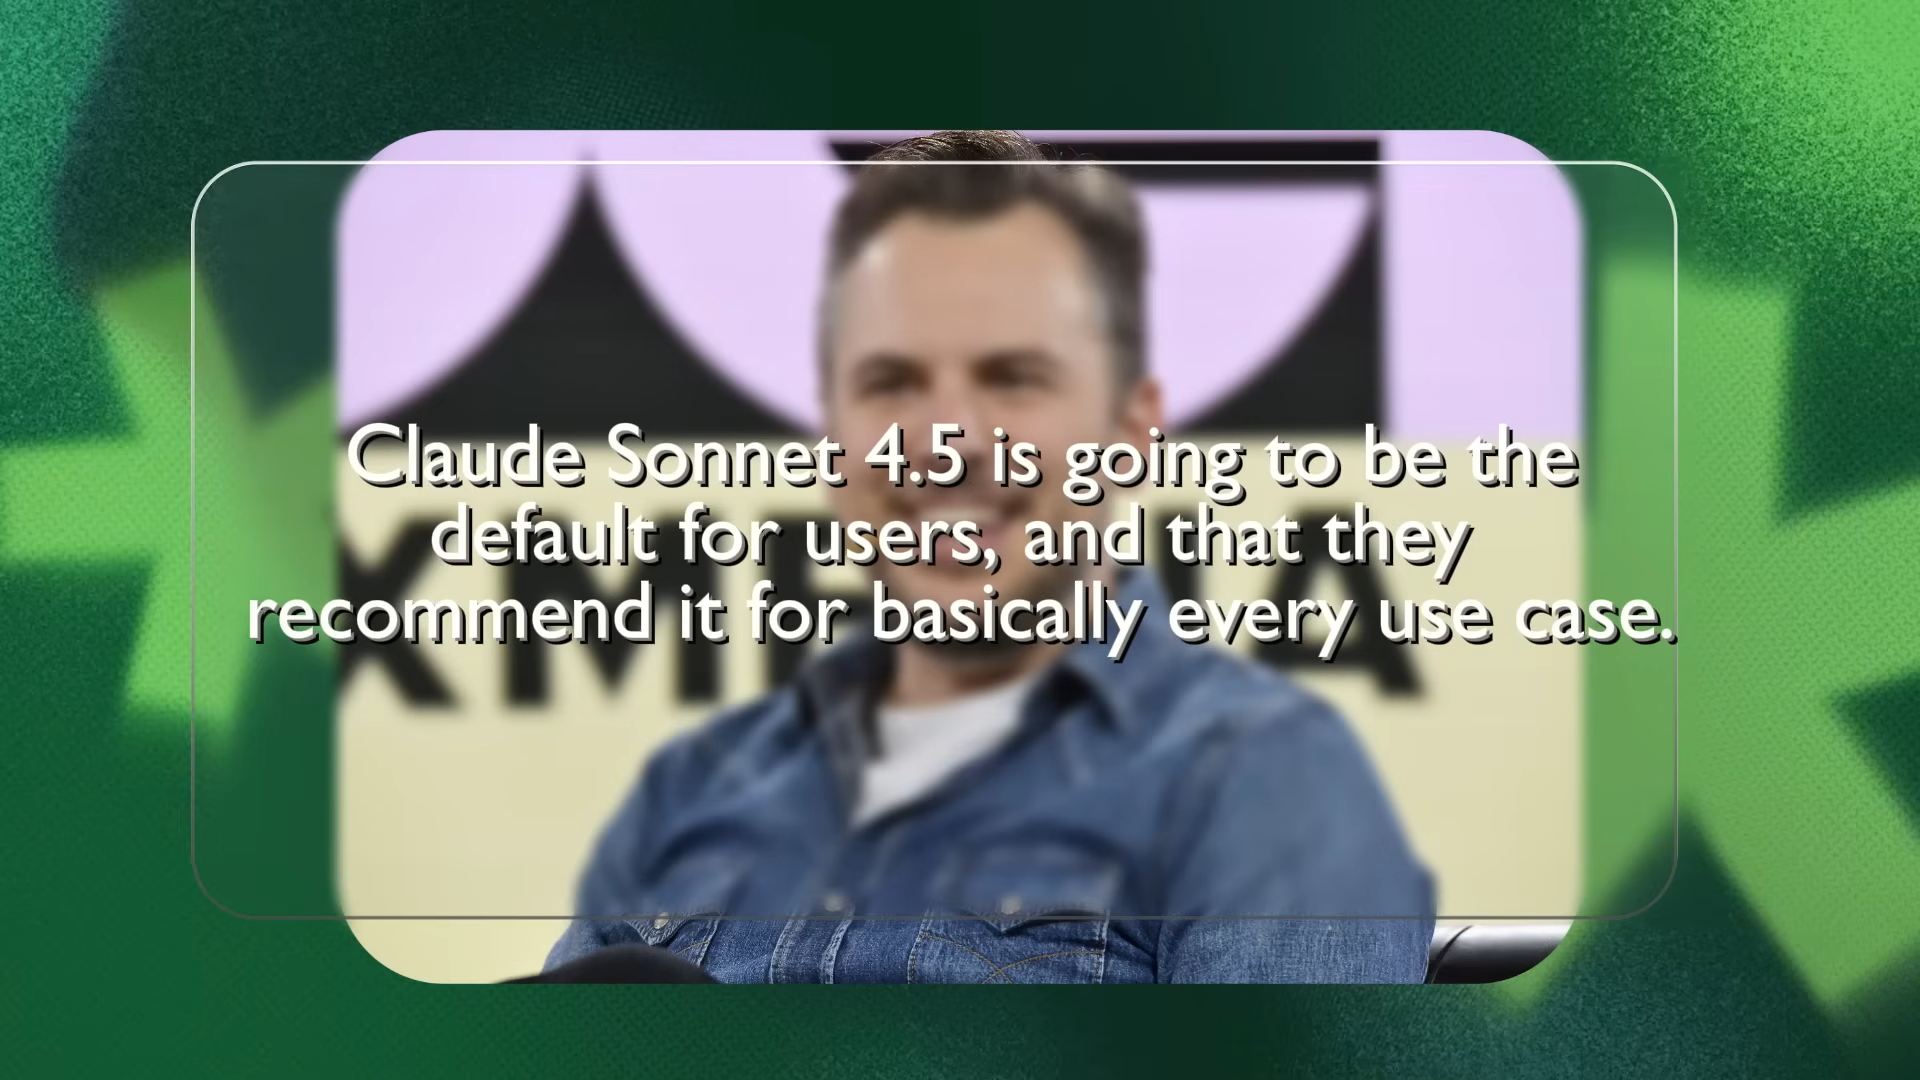 Claude Sonnet 4.5 is going to be the
default for users, and that they
recommend it for basically every use case.